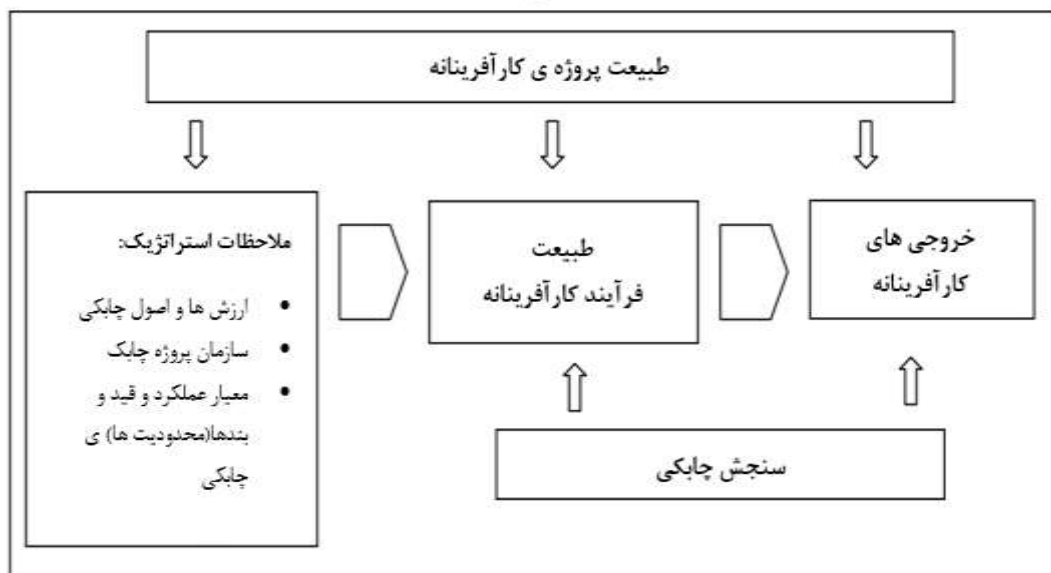 طبیعت پروژه ی کارآفرینانه
ملاحظات استراتژیک:
• ارزش ها و اصول چابکی
• سازمان پروژه چابک
• معیار عملکرد و قید و
بندها(محدودیت ها) ی
چابکی
طبیعت
فرآیند کارآفرینانه
خروجی های
کارآفرینانه
سنجش چابکی